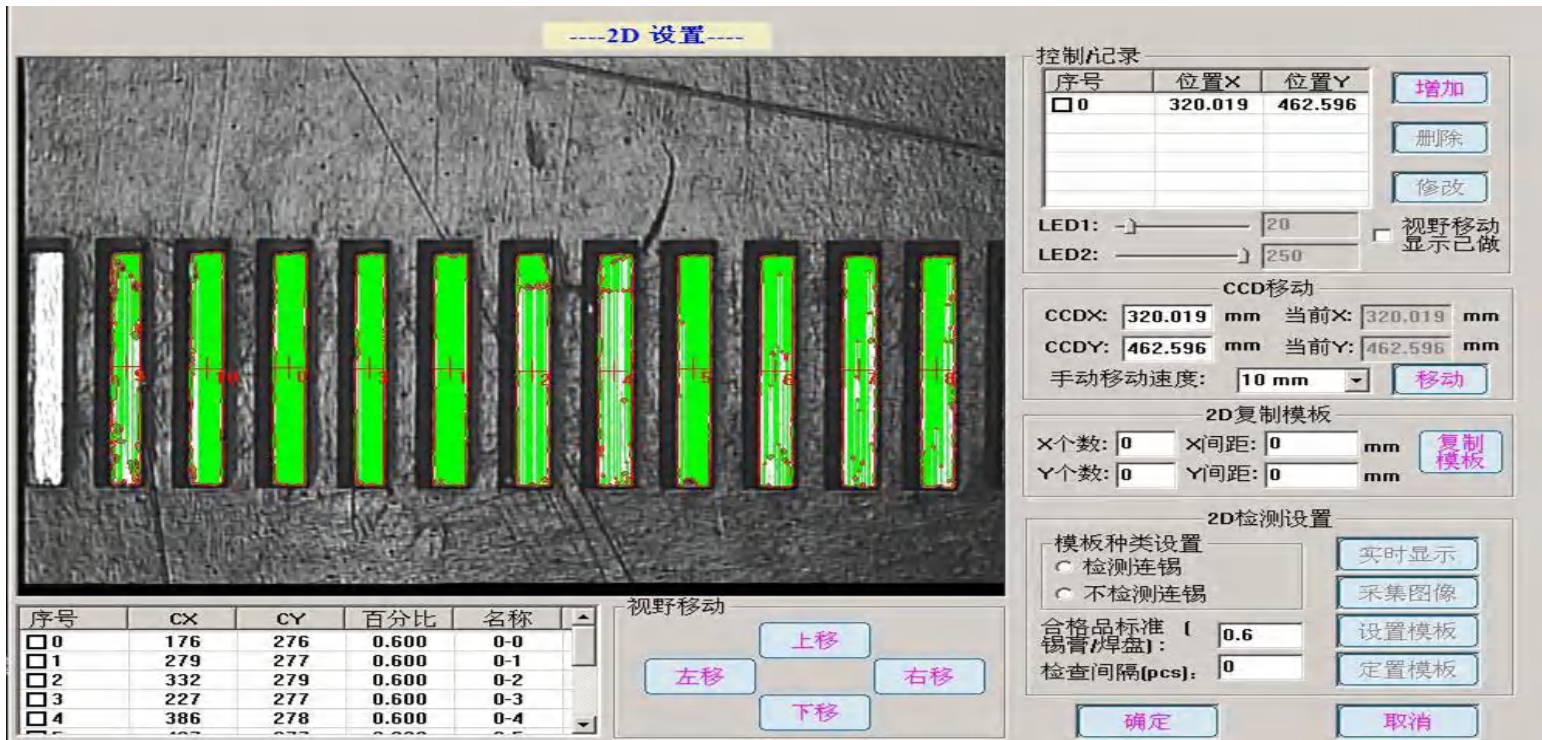 ----2D 设置----
控制/记录
序号 位置X 位置Y
0 320.019 462.596
增加
删除
修改
LED1: 20
LED2: 250
视野移动
显示已做
CCD移动
CCDX: 320.019 mm 当前X: 320.019 mm
CCDY: 462.596 mm 当前Y: 462.596 mm
手动移动速度: 10 mm 移动
2D复制模板
X个数: 0 X间距: 0 mm
Y个数: 0 Y间距: 0 mm
复制
模板
2D检测设置
模板种类设置
检测连锡
不检测连锡
合格品标准 (
锡膏/焊盘): 0.6
检查间隔(pcs): 0
实时显示
采集图像
设置模板
定置模板
确定 取消
9 10 0 3 1 2 4 5 6 7 8
序号 CX CY 百分比 名称
0 176 276 0.600 0-0
1 279 277 0.600 0-1
2 332 279 0.600 0-2
3 227 277 0.600 0-3
4 386 278 0.600 0-4
视野移动
上移
左移 右移
下移